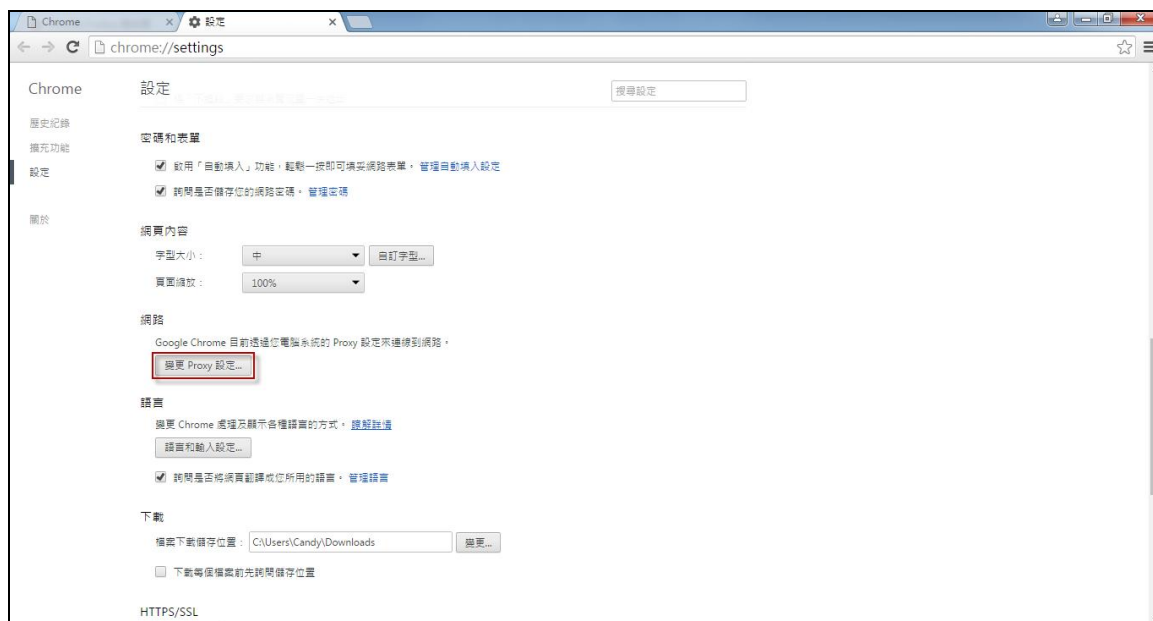 Chrome
設定
chrome://settings
Chrome
設定
搜尋設定
歷史紀錄
擴充功能
設定
關於
密碼和表單
啟用「自動填入」功能，輕鬆一按即可填妥網路表單。 管理自動填入設定
詢問是否儲存您的網路密碼。 管理密碼
網頁內容
字型大小： 中 自訂字型...
頁面縮放： 100%
網路
Google Chrome 目前透過您電腦系統的 Proxy 設定來連線到網路。
變更 Proxy 設定...
語言
變更 Chrome 處理及顯示各種語言的方式。 瞭解詳情
語言和輸入設定...
詢問是否將網頁翻譯成您所用的語言。 管理語言
下載
檔案下載儲存位置： C:\Users\Candy\Downloads 變更...
下載每個檔案前先詢問儲存位置
HTTPS/SSL